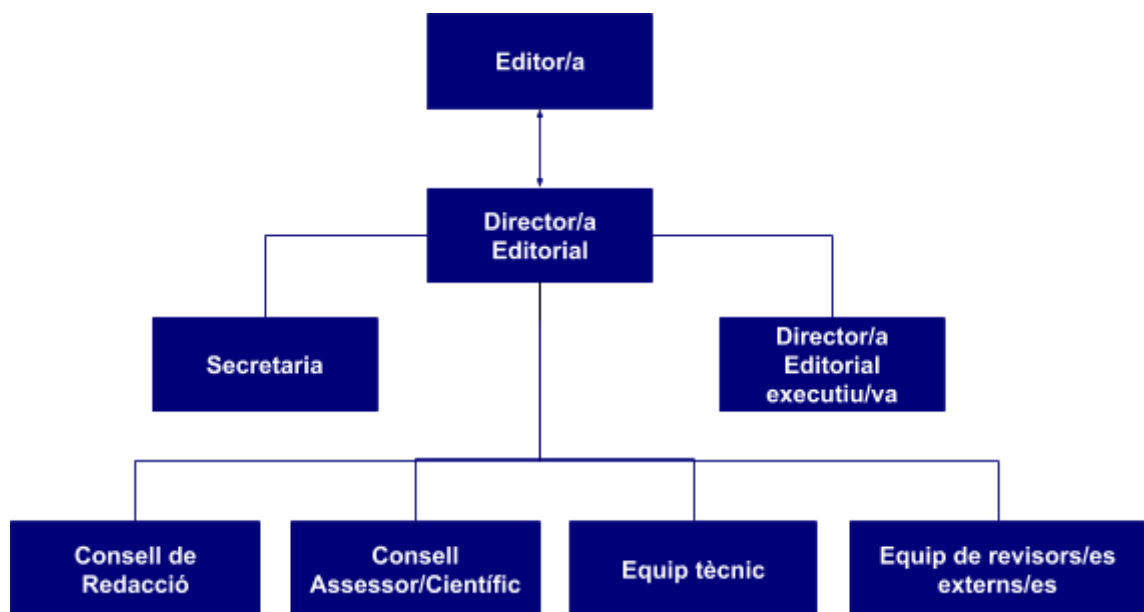 Editor/a
Director/a
Editorial
Secretaria
Director/a
Editorial
executiu/va
Consell de
Redacció
Consell
Assessor/Científic
Equip tècnic
Equip de revisors/es
externs/es